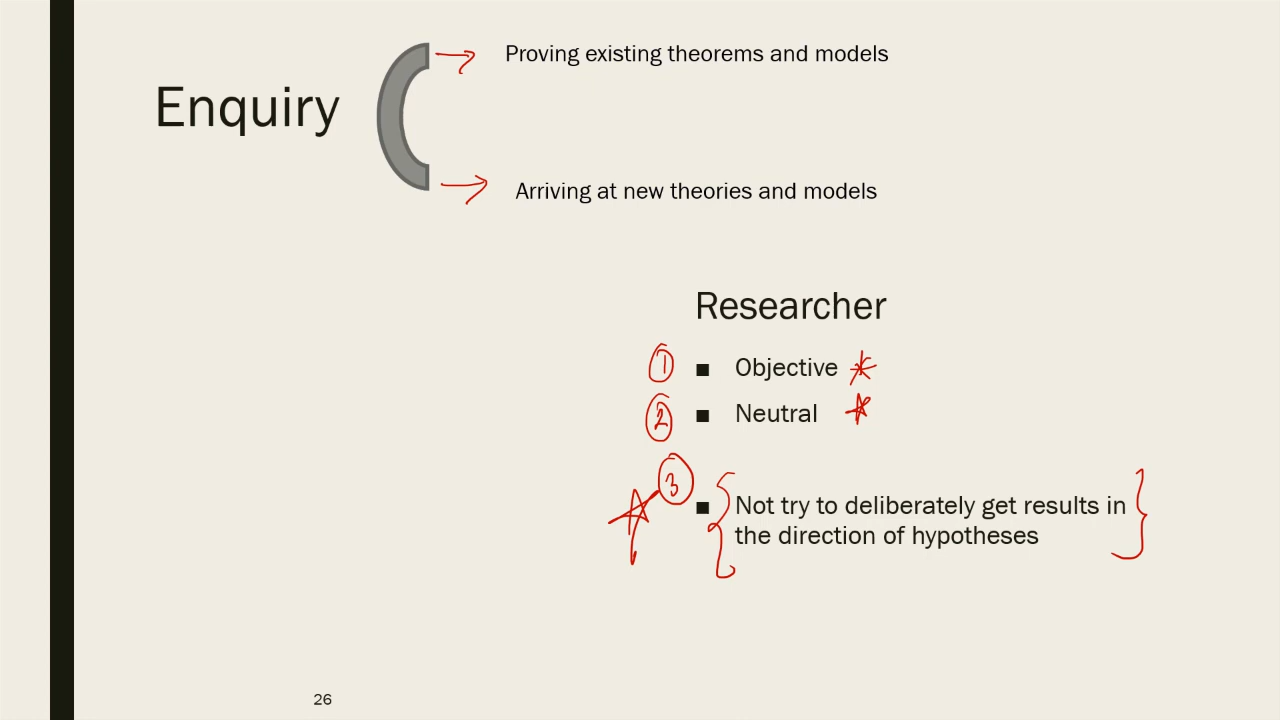 Proving existing theorems and models
Enquiry
Arriving at new theories and models
Researcher
1 ■ Objective
2 ■ Neutral
3 ■ Not try to deliberately get results in
the direction of hypotheses
26